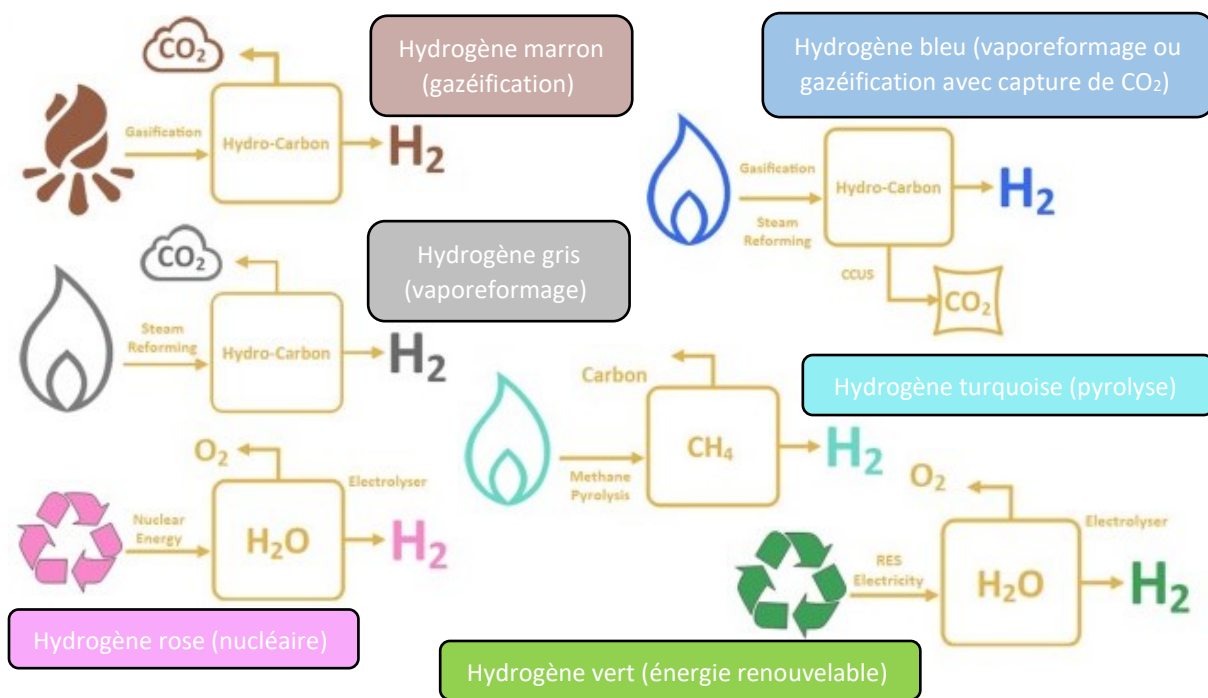 CO₂
Hydrogène marron
(gazéification)
Gasification
Hydro-Carbon
H₂
Hydrogène bleu (vaporeformage ou
gazéification avec capture de CO₂)
Gasification
Steam
Reforming
Hydro-Carbon
H₂
CCUS
CO₂
CO₂
Hydrogène gris
(vaporeformage)
Steam
Reforming
Hydro-Carbon
H₂
Hydrogène turquoise (pyrolyse)
Carbon
Methane
Pyrolysis
CH₄
H₂
O₂
Nuclear
Energy
H₂O
Electrolyser
H₂
Hydrogène rose (nucléaire)
O₂
RES
Electricity
H₂O
Electrolyser
H₂
Hydrogène vert (énergie renouvelable)